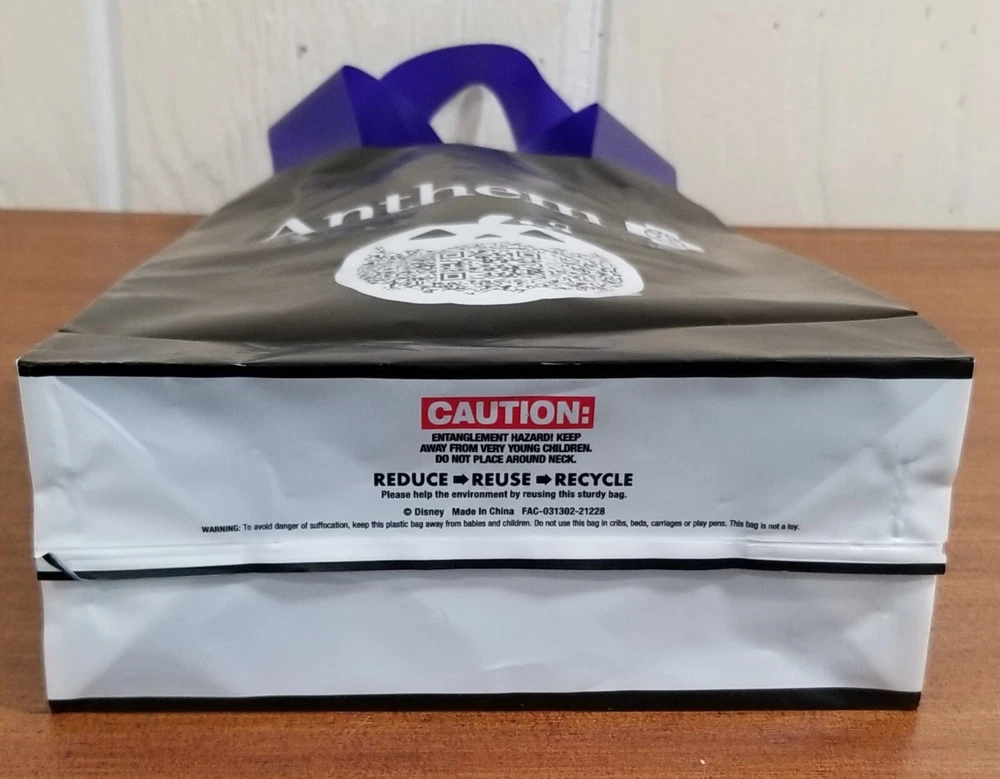 Anthem
CAUTION:
ENTANGLEMENT HAZARD! KEEP
AWAY FROM VERY YOUNG CHILDREN.
DO NOT PLACE AROUND NECK.
REDUCE ➡ REUSE ➡ RECYCLE
Please help the environment by reusing this sturdy bag.
© Disney Made In China FAC-031302-21228
WARNING: To avoid danger of suffocation, keep this plastic bag away from babies and children. Do not use this bag in cribs, beds, carriages or play pens. This bag is not a toy.